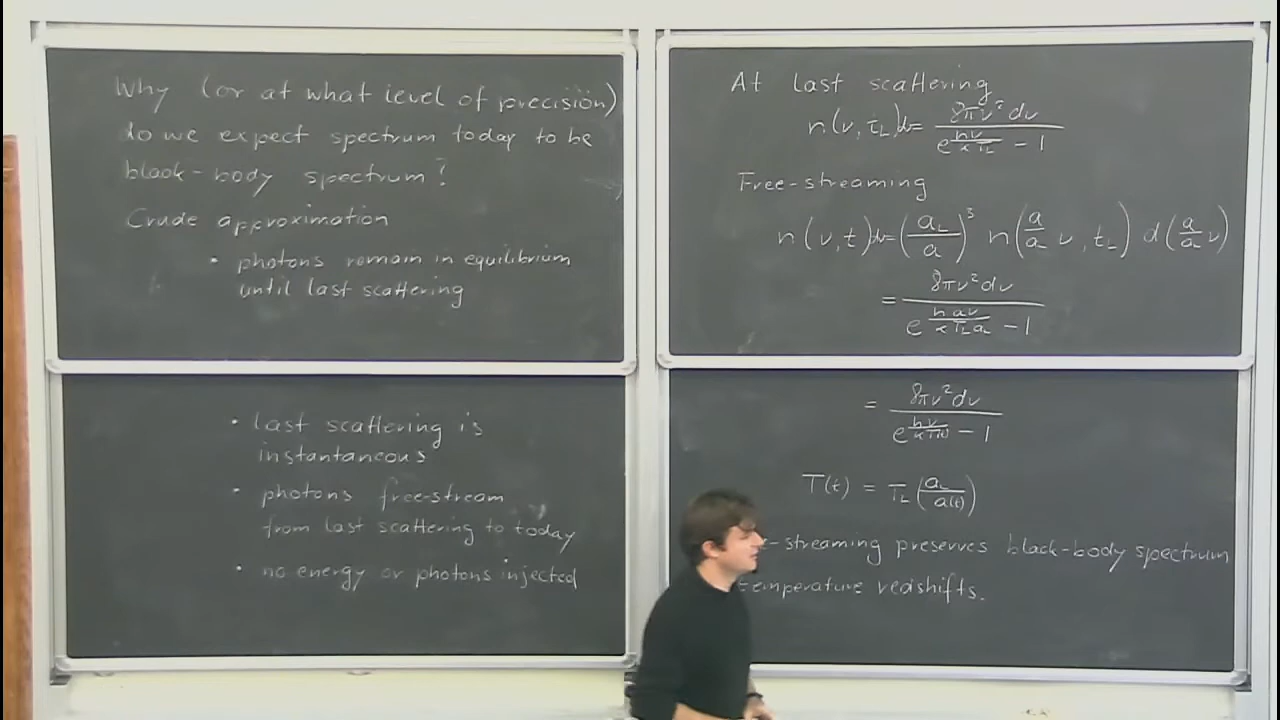 Why (or at what level of precision)
do we expect spectrum today to be
black-body spectrum?
Crude approximation
• photons remain in equilibrium
until last scattering
• last scattering is
instantaneous
• photons free-stream
from last scattering to today
• no energy or photons injected
At last scattering
n(ν, t_L)dν = 8πν²dν / (e^{hν/κT_L} - 1)
Free-streaming
n(ν, t)dν = (a_L/a)³ n(a/a_L ν, t_L) d(a/a_L ν)
= 8πν²dν / (e^{haν/κT_L a_L} - 1)
= 8πν²dν / (e^{hν/κT(t)} - 1)
T(t) = T_L (a_L/a(t))
-streaming preserves black-body spectrum
temperature redshifts.